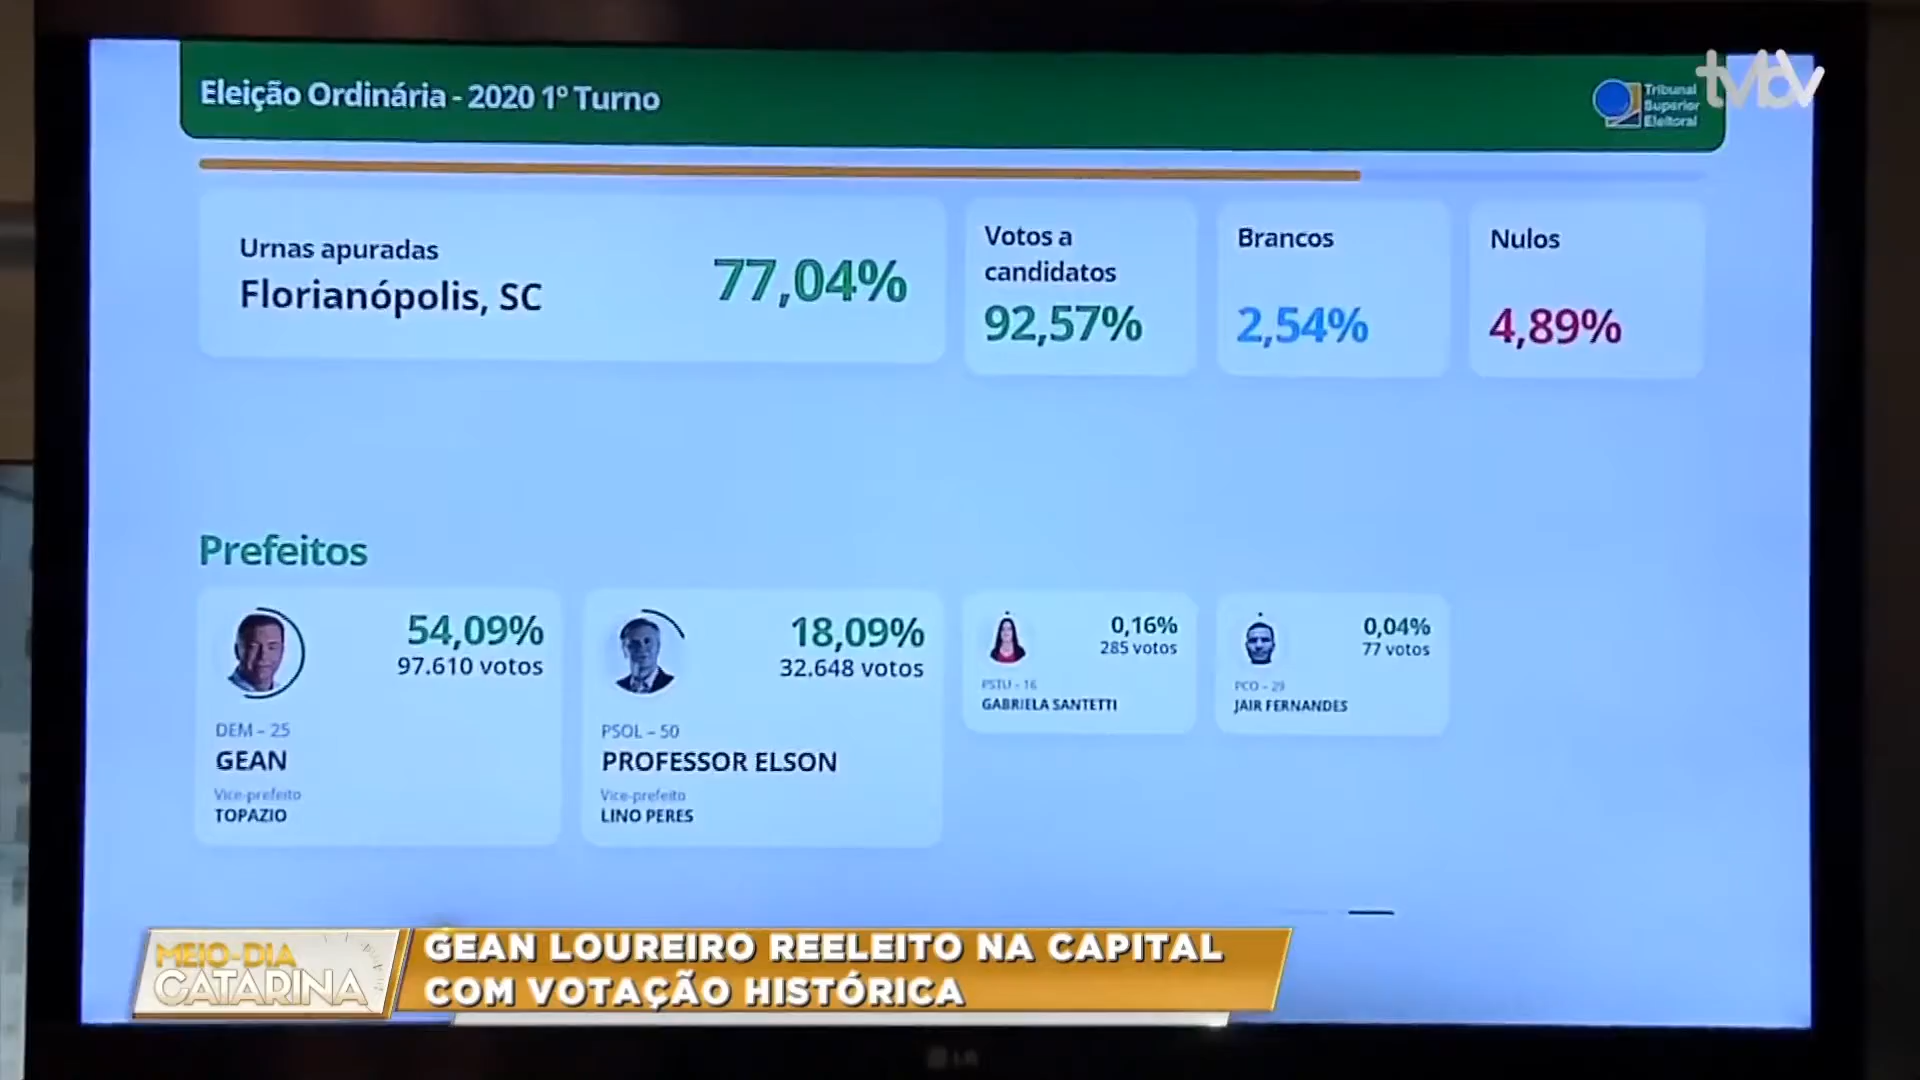 Eleição Ordinária - 2020 1º Turno
Tribunal
Superior
Eleitoral
tvbv
Urnas apuradas
Florianópolis, SC
77,04%
Votos a
candidatos
92,57%
Brancos
2,54%
Nulos
4,89%
Prefeitos
54,09%
97.610 votos
DEM – 25
GEAN
Vice-prefeito
TOPAZIO
18,09%
32.648 votos
PSOL – 50
PROFESSOR ELSON
Vice-prefeito
LINO PERES
0,16%
285 votos
PSTU - 16
GABRIELA SANTETTI
0,04%
77 votos
PCO - 29
JAIR FERNANDES
MEIO-DIA
CATARINA
GEAN LOUREIRO REELEITO NA CAPITAL
COM VOTAÇÃO HISTÓRICA
LG